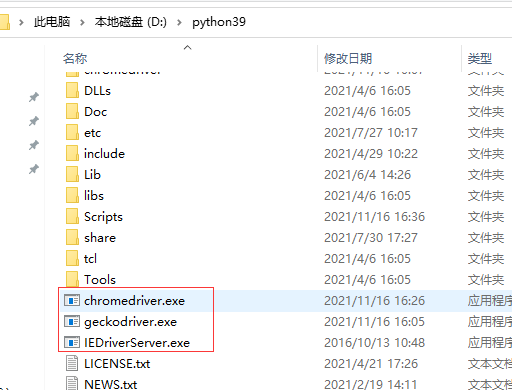 此电脑 > 本地磁盘 (D:) > python39
名称 修改日期 类型
chromedriver
DLLs 2021/4/6 16:05 文件夹
Doc 2021/4/6 16:05 文件夹
etc 2021/7/27 10:17 文件夹
include 2021/4/29 10:22 文件夹
Lib 2021/6/4 14:26 文件夹
libs 2021/4/6 16:05 文件夹
Scripts 2021/11/16 16:36 文件夹
share 2021/7/30 17:27 文件夹
tcl 2021/4/6 16:05 文件夹
Tools 2021/4/6 16:05 文件夹
chromedriver.exe 2021/11/16 16:26 应用程序
geckodriver.exe 2021/11/16 16:05 应用程序
IEDriverServer.exe 2016/10/13 10:48 应用程序
LICENSE.txt 2021/4/21 17:26 文本文档
NEWS.txt 2021/2/19 14:11 文本文档